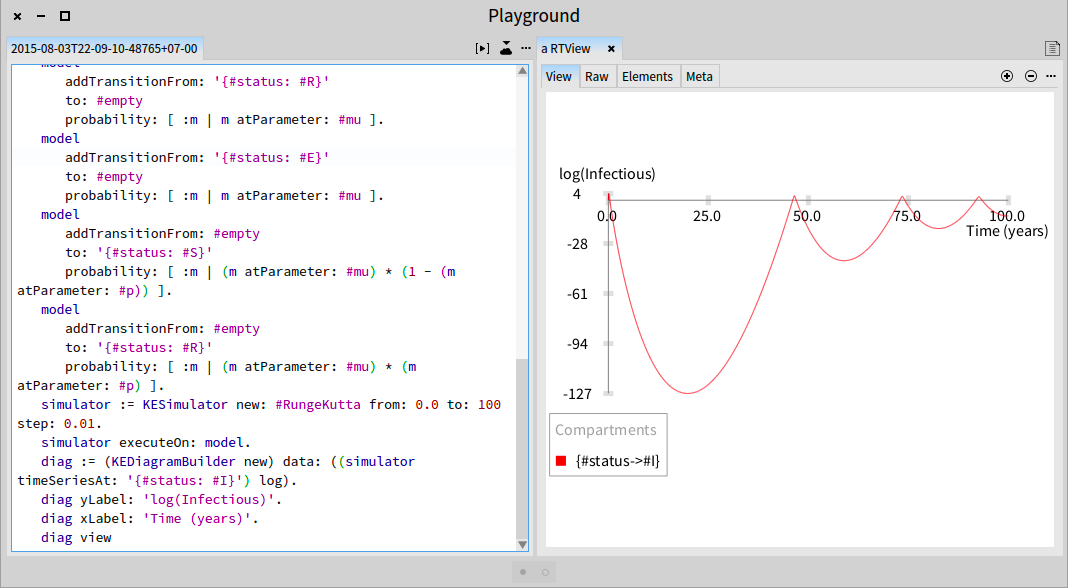 Playground
2015-08-03T22-09-10-48765+07-00
model
addTransitionFrom: '{#status: #R}'
to: #empty
probability: [ :m | m atParameter: #mu ].
model
addTransitionFrom: '{#status: #E}'
to: #empty
probability: [ :m | m atParameter: #mu ].
model
addTransitionFrom: #empty
to: '{#status: #S}'
probability: [ :m | (m atParameter: #mu) * (1 - (m
atParameter: #p)) ].
model
addTransitionFrom: #empty
to: '{#status: #R}'
probability: [ :m | (m atParameter: #mu) * (m
atParameter: #p) ].
simulator := KESimulator new: #RungeKutta from: 0.0 to: 100
step: 0.01.
simulator executeOn: model.
diag := (KEDiagramBuilder new) data: ((simulator
timeSeriesAt: '{#status: #I}') log).
diag yLabel: 'log(Infectious)'.
diag xLabel: 'Time (years)'.
diag view
a RTView
View Raw Elements Meta
log(Infectious)
4
0.0 25.0 50.0 75.0 100.0
Time (years)
-28
-61
-94
-127
Compartments
{#status->#I}